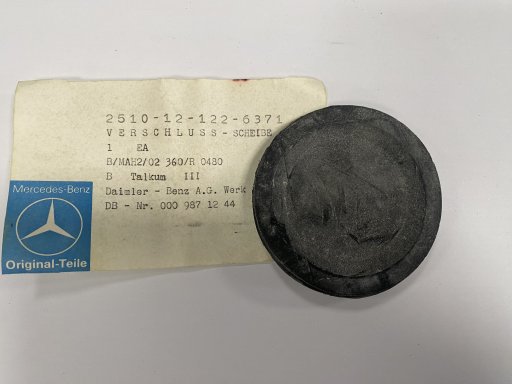 2510-12-122-6371
VERSCHLUSS-SCHEIBE
1 EA
B/MAH2/02 360/R 0480
B Talkum III
Daimler - Benz A.G. Werk
DB - Nr. 000 987 12 44
Mercedes-Benz
Original-Teile